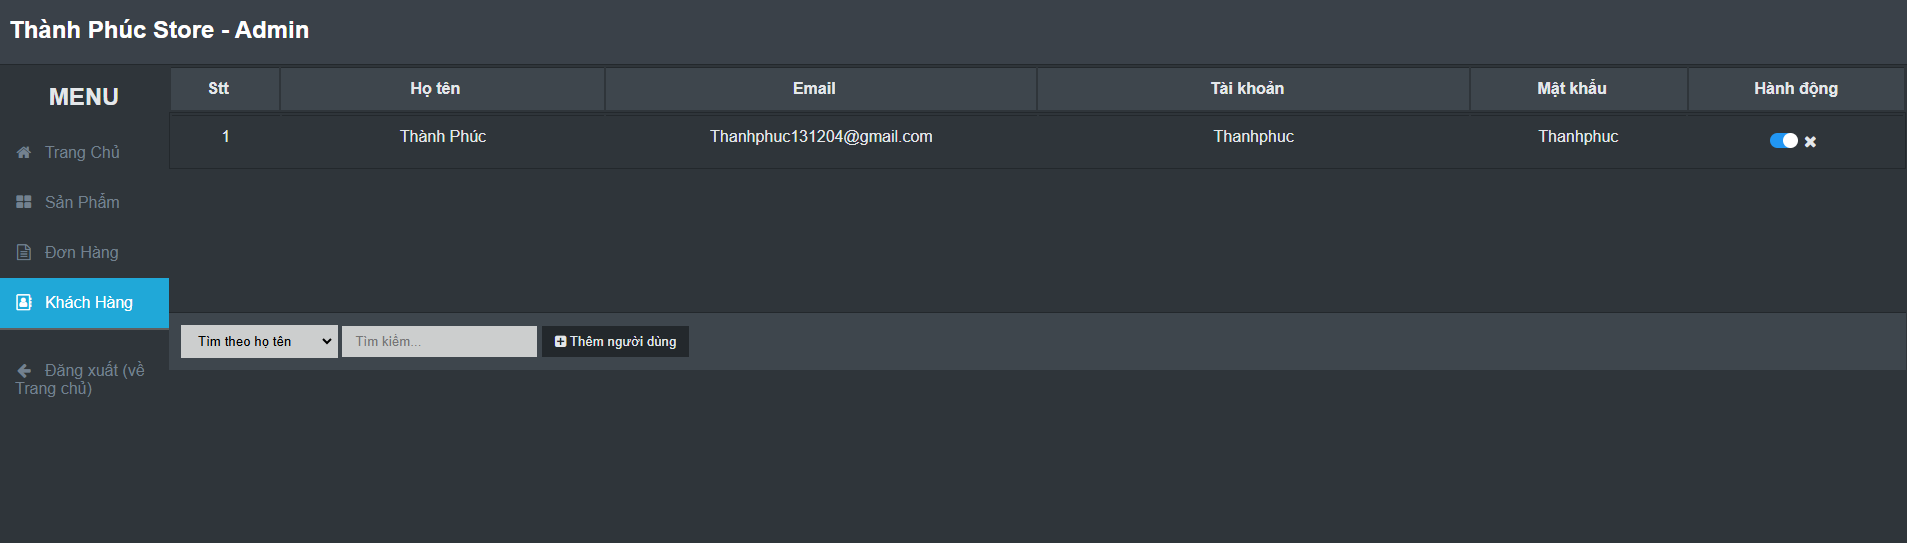 Thành Phúc Store - Admin
MENU
Trang Chủ
Sản Phẩm
Đơn Hàng
Khách Hàng
Đăng xuất (về
Trang chủ)
Stt Họ tên Email Tài khoản Mật khẩu Hành động
1 Thành Phúc Thanhphuc131204@gmail.com Thanhphuc Thanhphuc
Tìm theo họ tên Tìm kiếm... Thêm người dùng